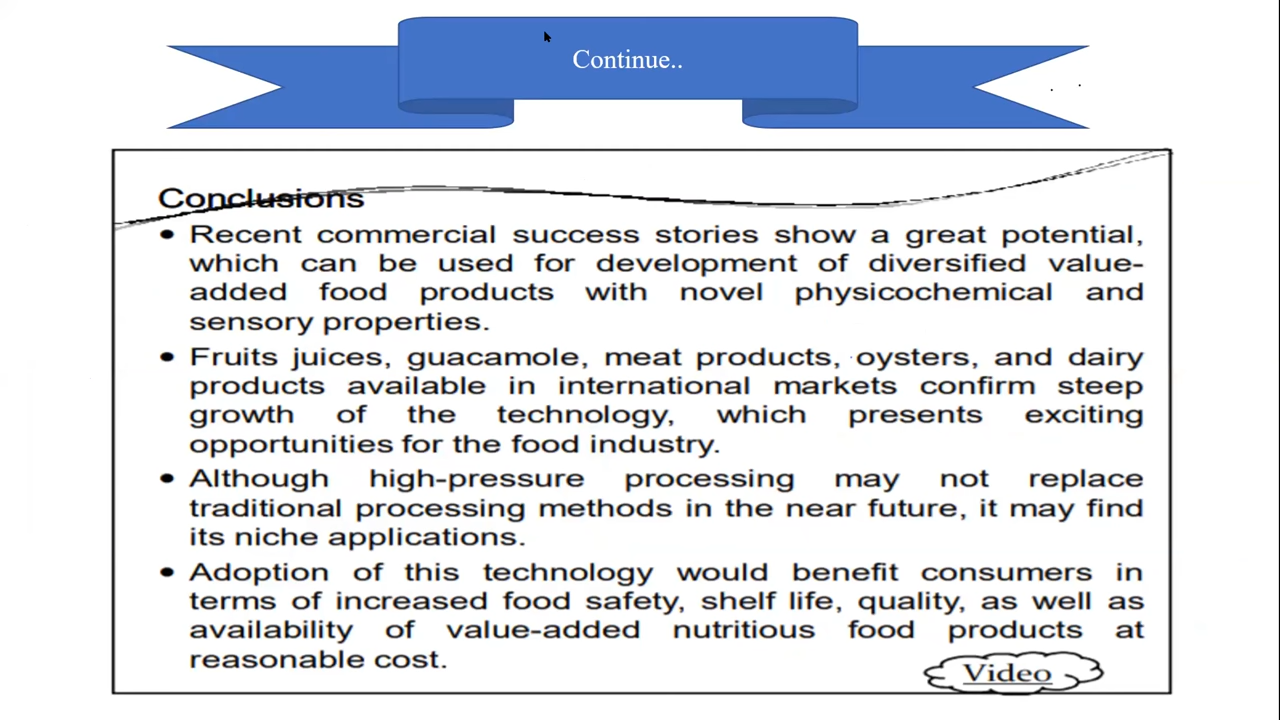 Continue..
Conclusions
• Recent commercial success stories show a great potential,
which can be used for development of diversified value-
added food products with novel physicochemical and
sensory properties.
• Fruits juices, guacamole, meat products, oysters, and dairy
products available in international markets confirm steep
growth of the technology, which presents exciting
opportunities for the food industry.
• Although high-pressure processing may not replace
traditional processing methods in the near future, it may find
its niche applications.
• Adoption of this technology would benefit consumers in
terms of increased food safety, shelf life, quality, as well as
availability of value-added nutritious food products at
reasonable cost.
Video